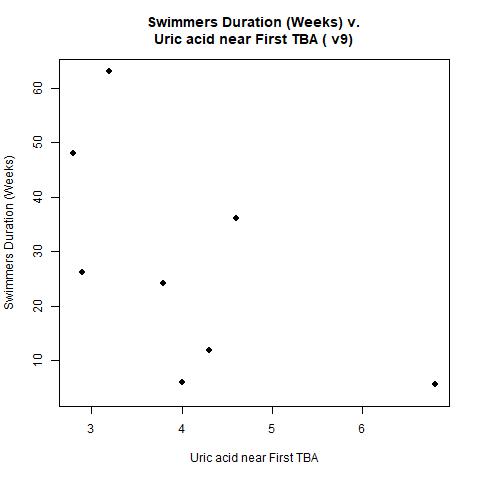 Swimmers Duration (Weeks) v.
Uric acid near First TBA ( v9)
Swimmers Duration (Weeks)
60
50
40
30
20
10
3 4 5 6
Uric acid near First TBA